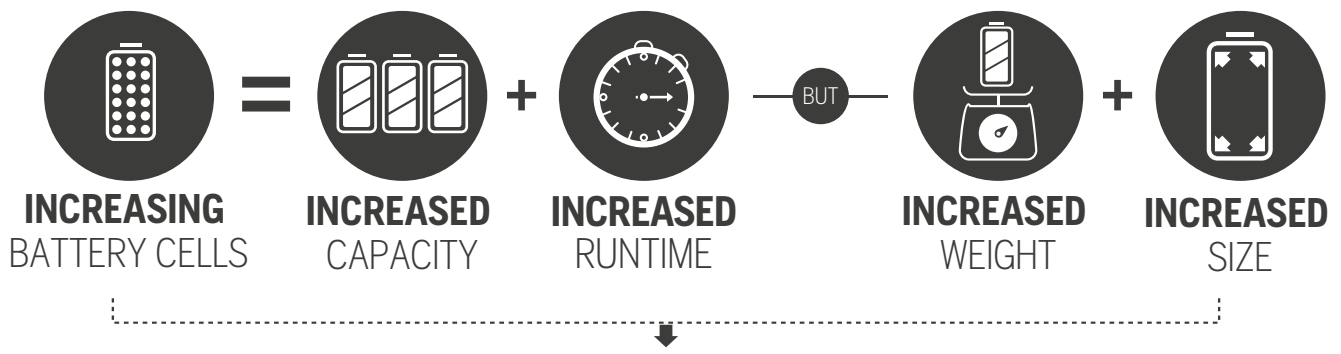 BUT
INCREASING
BATTERY CELLS
INCREASED
CAPACITY
INCREASED
RUNTIME
INCREASED
WEIGHT
INCREASED
SIZE